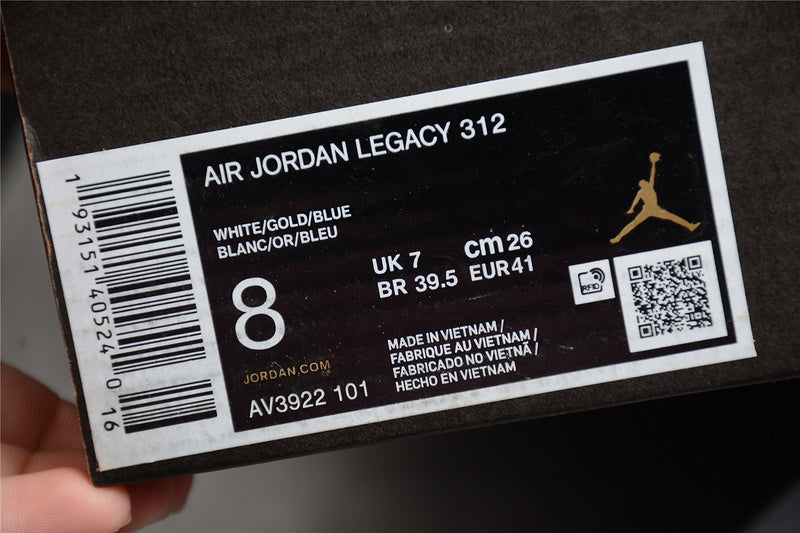 AIR JORDAN LEGACY 312
WHITE/GOLD/BLUE
BLANC/OR/BLEU
8
UK 7
cm 26
BR 39.5
EUR 41
RFID
JORDAN.COM
AV3922 101
MADE IN VIETNAM /
FABRIQUE AU VIETNAM /
FABRICADO NO VIETNÃ /
HECHO EN VIETNAM
1 93151 40524 0 16